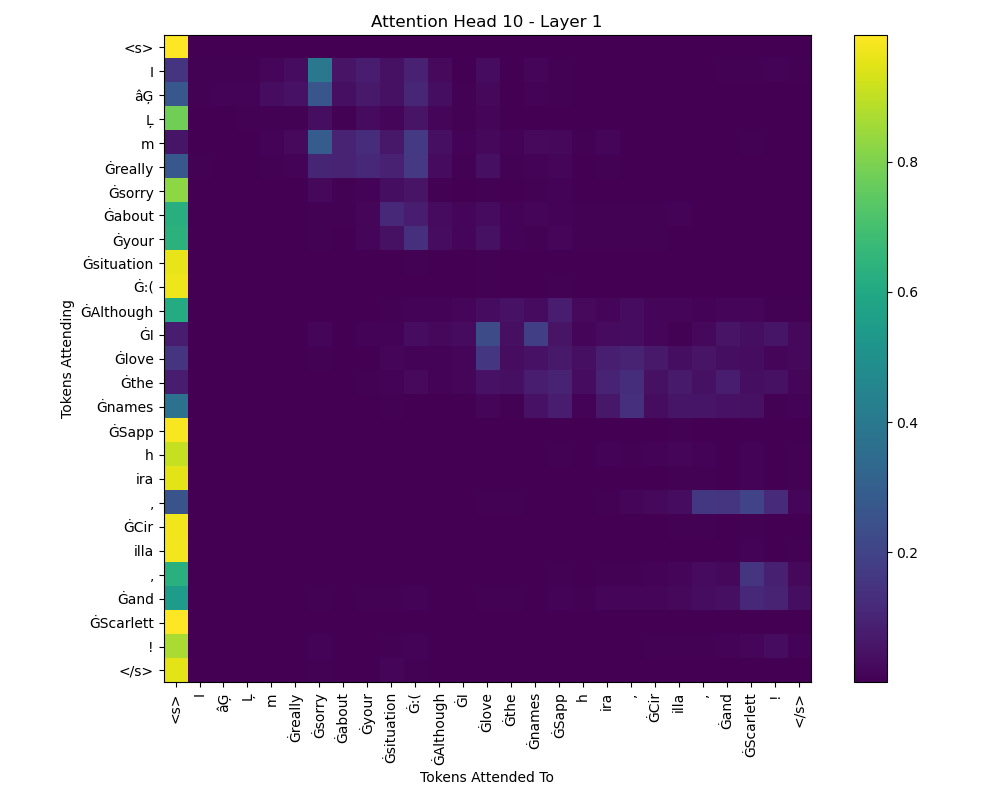 Attention Head 10 - Layer 1
<s>
I
âĢ
Ļ
m
Ġreally
Ġsorry
Ġabout
Ġyour
Ġsituation
Ġ:(
ĠAlthough
ĠI
Ġlove
Ġthe
Ġnames
ĠSapp
h
ira
,
ĠCir
illa
,
Ġand
ĠScarlett
!
</s>
Tokens Attending
<s>
I
âĢ
Ļ
m
Ġreally
Ġsorry
Ġabout
Ġyour
Ġsituation
Ġ:(
ĠAlthough
ĠI
Ġlove
Ġthe
Ġnames
ĠSapp
h
ira
,
ĠCir
illa
,
Ġand
ĠScarlett
!
</s>
Tokens Attended To
0.8
0.6
0.4
0.2